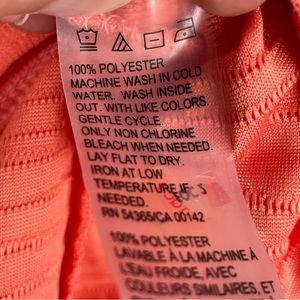 100% POLYESTER
MACHINE WASH IN COLD
WATER. WASH INSIDE
OUT. WITH LIKE COLORS.
GENTLE CYCLE.
ONLY NON CHLORINE
BLEACH WHEN NEEDED.
LAY FLAT TO DRY.
IRON AT LOW
TEMPERATURE IF
NEEDED.
RN 54365/CA 00142
100% POLYESTER
LAVABLE À LA MACHINE À
L'EAU FROIDE, AVEC
COULEURS SIMILAIRES, ET